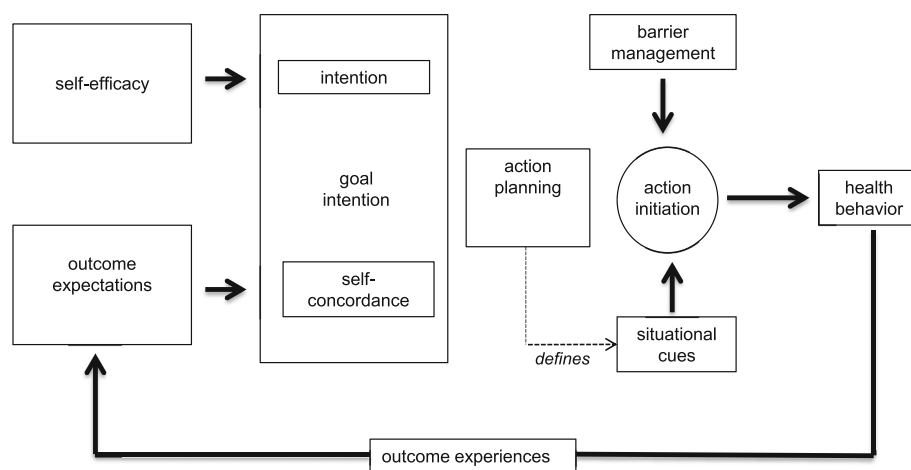 self-efficacy
intention
goal
intention
self-
concordance
outcome
expectations
action
planning
barrier
management
action
initiation
health
behavior
situational
cues
defines
outcome experiences